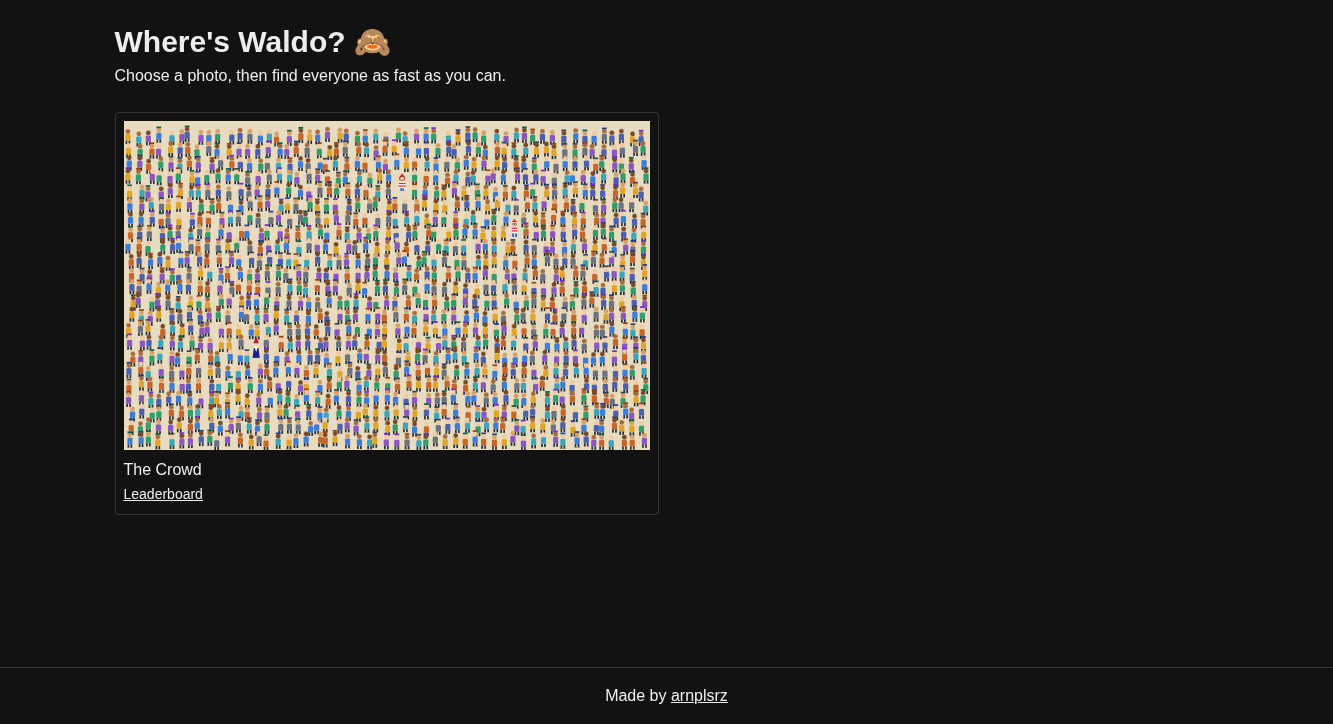 Where's Waldo? 🙈
Choose a photo, then find everyone as fast as you can.
The Crowd
Leaderboard
Made by arnplsrz